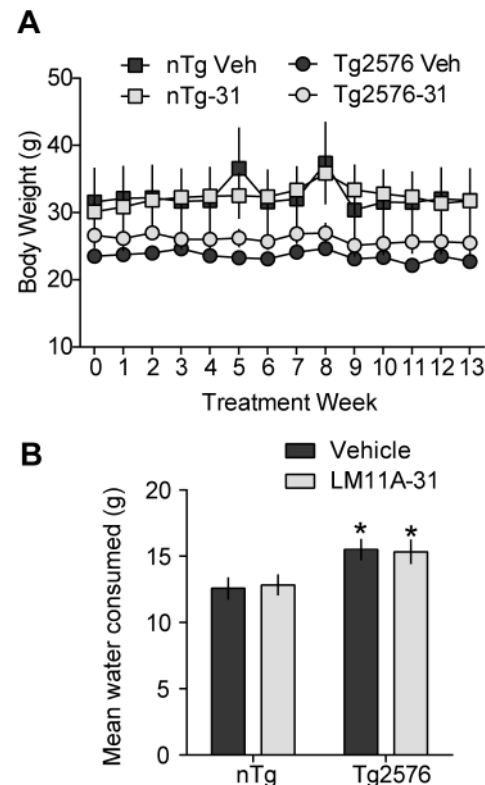 A
nTg Veh Tg2576 Veh
nTg-31 Tg2576-31
50
40
30
20
10
Body Weight (g)
0 1 2 3 4 5 6 7 8 9 10 11 12 13
Treatment Week
B
Vehicle
LM11A-31
20
15
10
5
0
Mean water consumed (g)
* *
nTg Tg2576